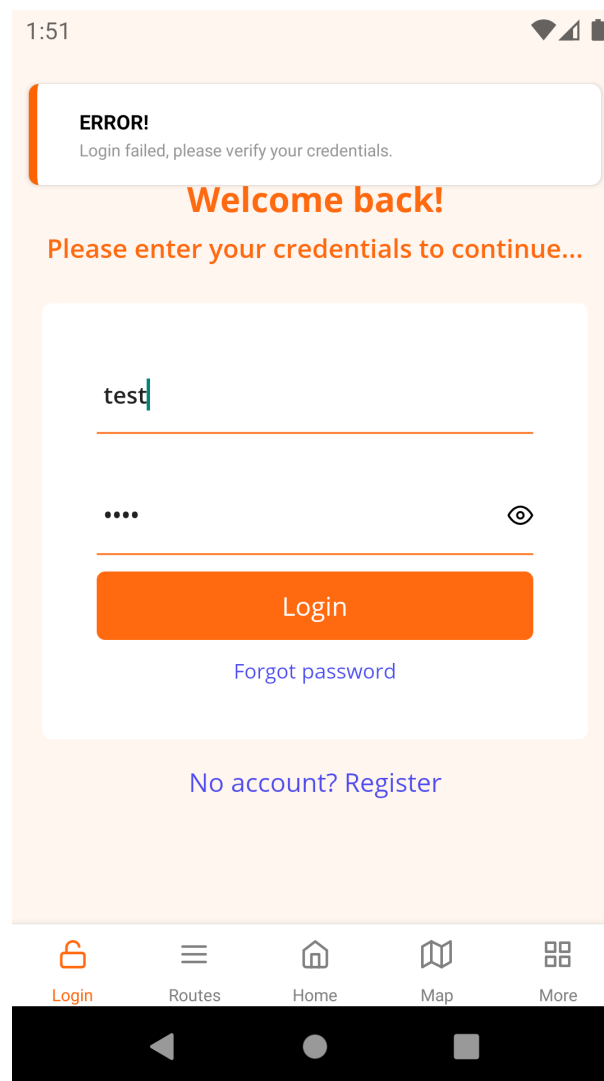 1:51
ERROR!
Login failed, please verify your credentials.
Welcome back!
Please enter your credentials to continue...
test
••••
Login
Forgot password
No account? Register
Login Routes Home Map More